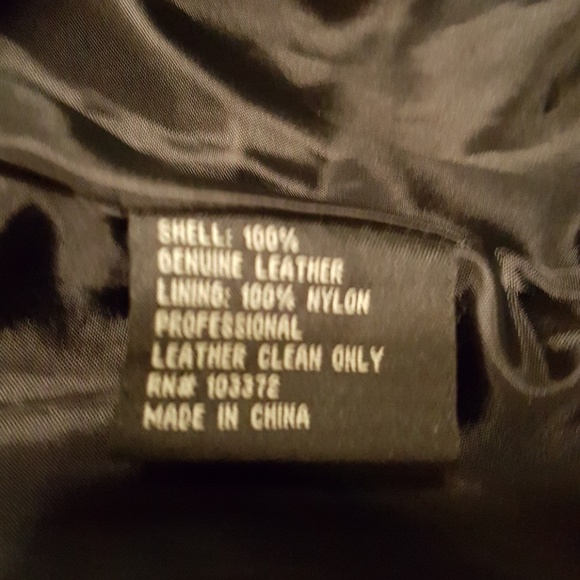 SHELL: 100%
GENUINE LEATHER
LINING: 100% NYLON
PROFESSIONAL
LEATHER CLEAN ONLY
RN# 103372
MADE IN CHINA